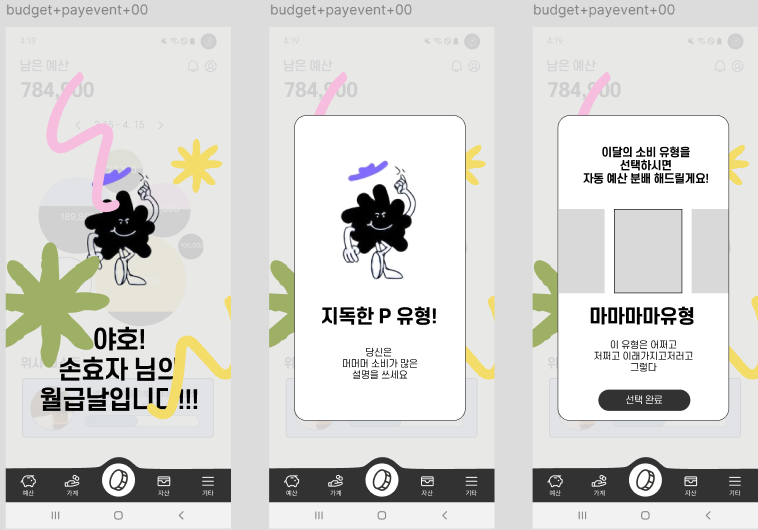 budget+payevent+00
4:19
남은 예산
784,900
3.16 - 4. 15
야호!
손효자 님의
월급날입니다!!!
예산
가계
자산
기타
budget+payevent+00
4:19
남은 예산
784,900
지독한 P 유형!
당신은
머머머 소비가 많은
설명을 쓰세요
예산
가계
자산
기타
budget+payevent+00
4:19
남은 예산
784,900
이달의 소비 유형을
선택하시면
자동 예산 분배 해드릴게요!
마마마마유형
이 유형은 어쩌고
저쩌고 이래가지고저러고
그렇다
선택 완료
예산
가계
자산
기타